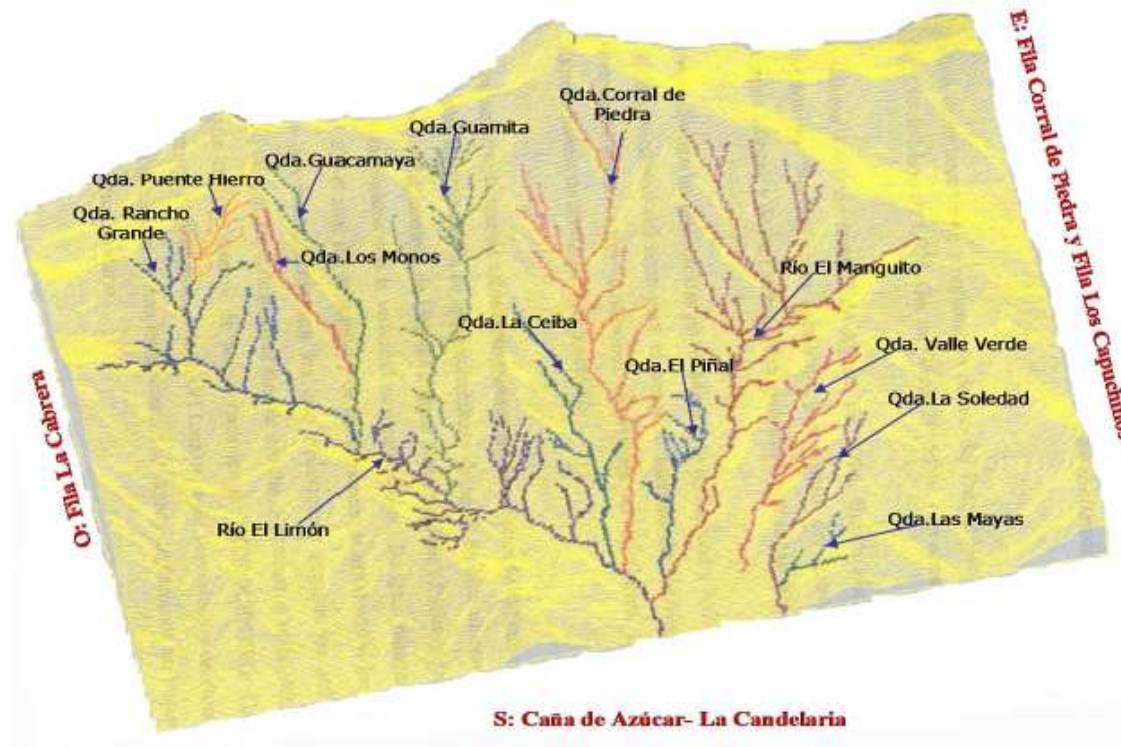 Qda.Corral de
Piedra
Qda.Guamita
Qda.Guacamaya
Qda. Puente Hierro
Qda. Rancho
Grande
Qda.Los Monos
Río El Manguito
Qda.La Ceiba
Qda. Valle Verde
Qda.El Piñal
Qda.La Soledad
Río El Limón
Qda.Las Mayas
O: Fila La Cabrera
E: Fila Corral de Piedra y Fila Los Capuchinos
S: Caña de Azúcar- La Candelaria